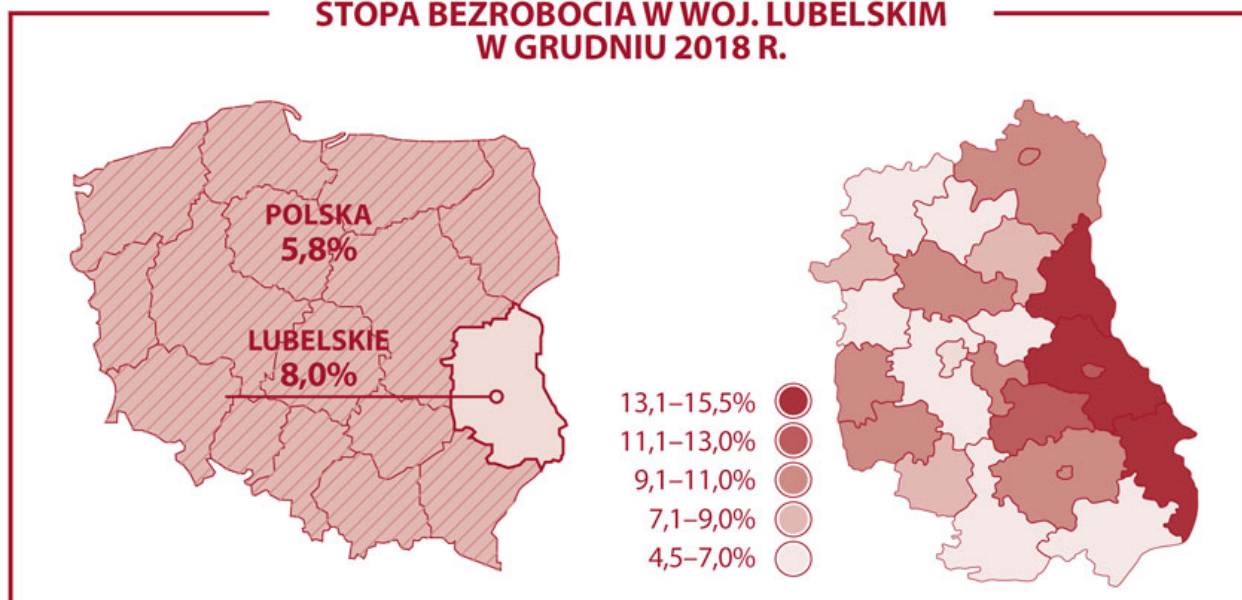 STOPA BEZROBOCIA W WOJ. LUBELSKIM
W GRUDNIU 2018 R.
POLSKA
5,8%
LUBELSKIE
8,0%
13,1–15,5%
11,1–13,0%
9,1–11,0%
7,1–9,0%
4,5–7,0%